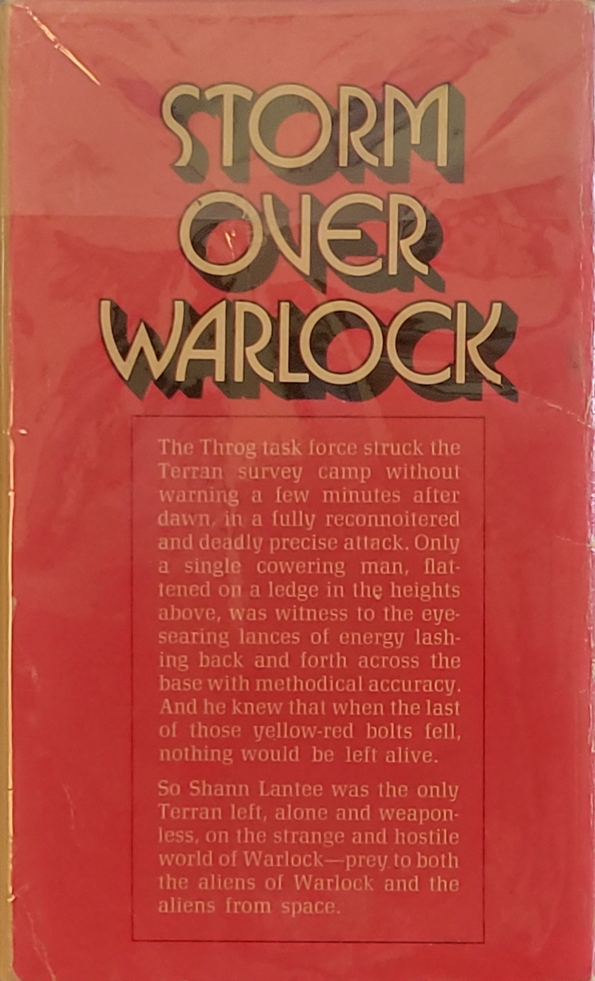 STORM
OVER
WARLOCK
The Throg task force struck the
Terran survey camp without
warning a few minutes after
dawn, in a fully reconnoitered
and deadly precise attack. Only
a single cowering man, flat-
tened on a ledge in the heights
above, was witness to the eye-
searing lances of energy lash-
ing back and forth across the
base with methodical accuracy.
And he knew that when the last
of those yellow-red bolts fell,
nothing would be left alive.
So Shann Lantee was the only
Terran left, alone and weapon-
less, on the strange and hostile
world of Warlock—prey to both
the aliens of Warlock and the
aliens from space.